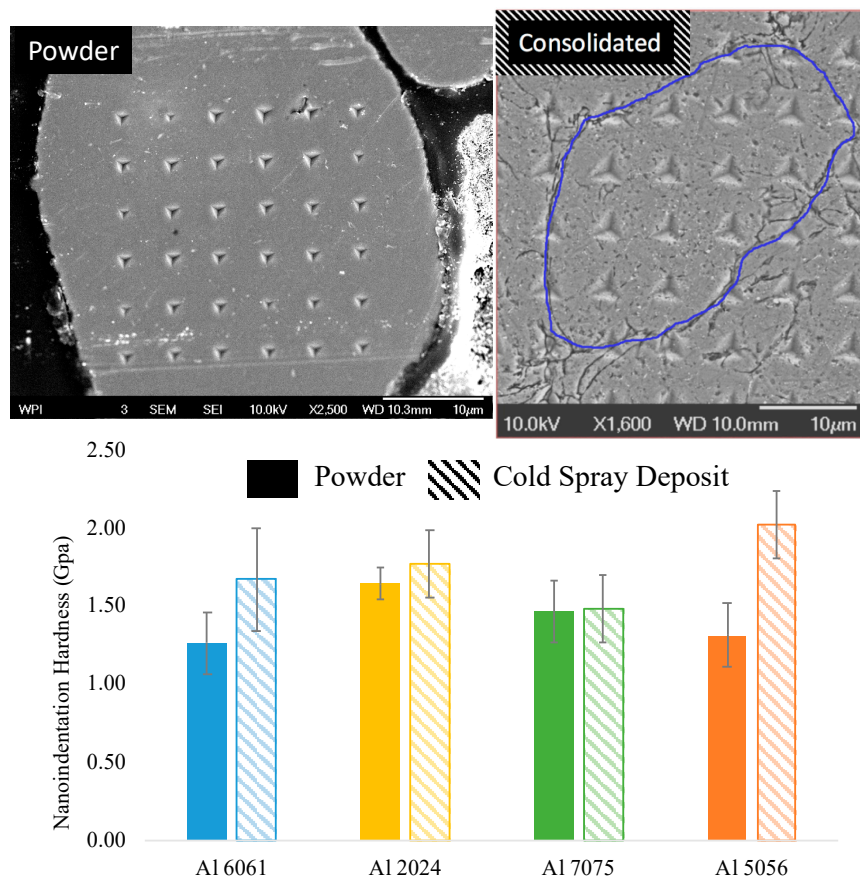 Powder
Consolidated
WPI 3 SEM SEI 10.0kV X2,500 WD 10.3mm 10μm
10.0kV X1,600 WD 10.0mm 10μm
Powder Cold Spray Deposit
Nanoindentation Hardness (Gpa)
2.50
2.00
1.50
1.00
0.50
0.00
Al 6061 Al 2024 Al 7075 Al 5056